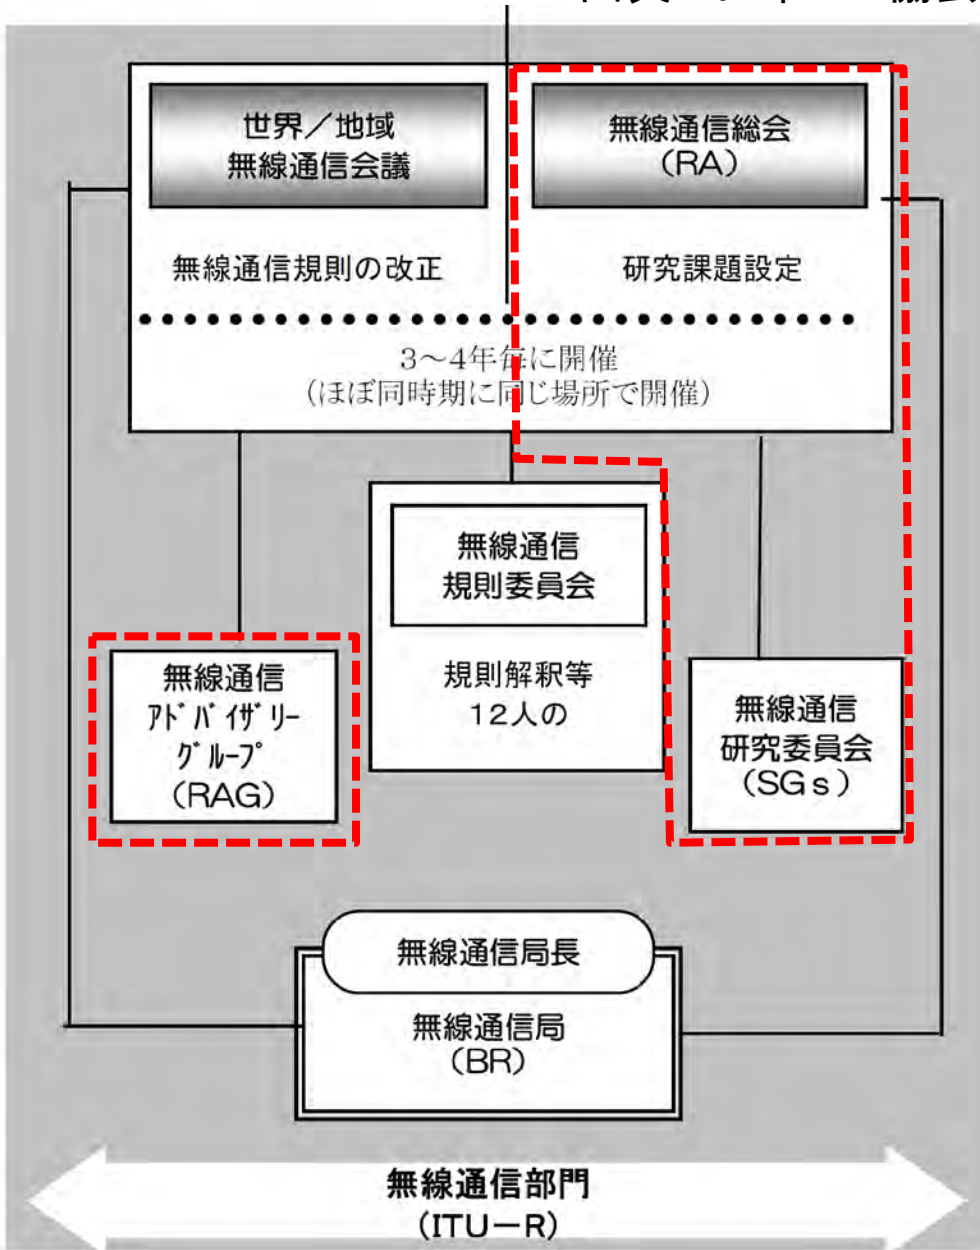 世界／地域
無線通信会議
無線通信総会
(RA)
無線通信規則の改正
研究課題設定
3～4年毎に開催
(ほぼ同時期に同じ場所で開催)
無線通信
規則委員会
規則解釈等
12人の
無線通信
ｱﾄﾞﾊﾞｲｻﾞﾘｰ
ｸﾞﾙｰﾌﾟ
(RAG)
無線通信
研究委員会
(SGs)
無線通信局長
無線通信局
(BR)
無線通信部門
(ITU－R)